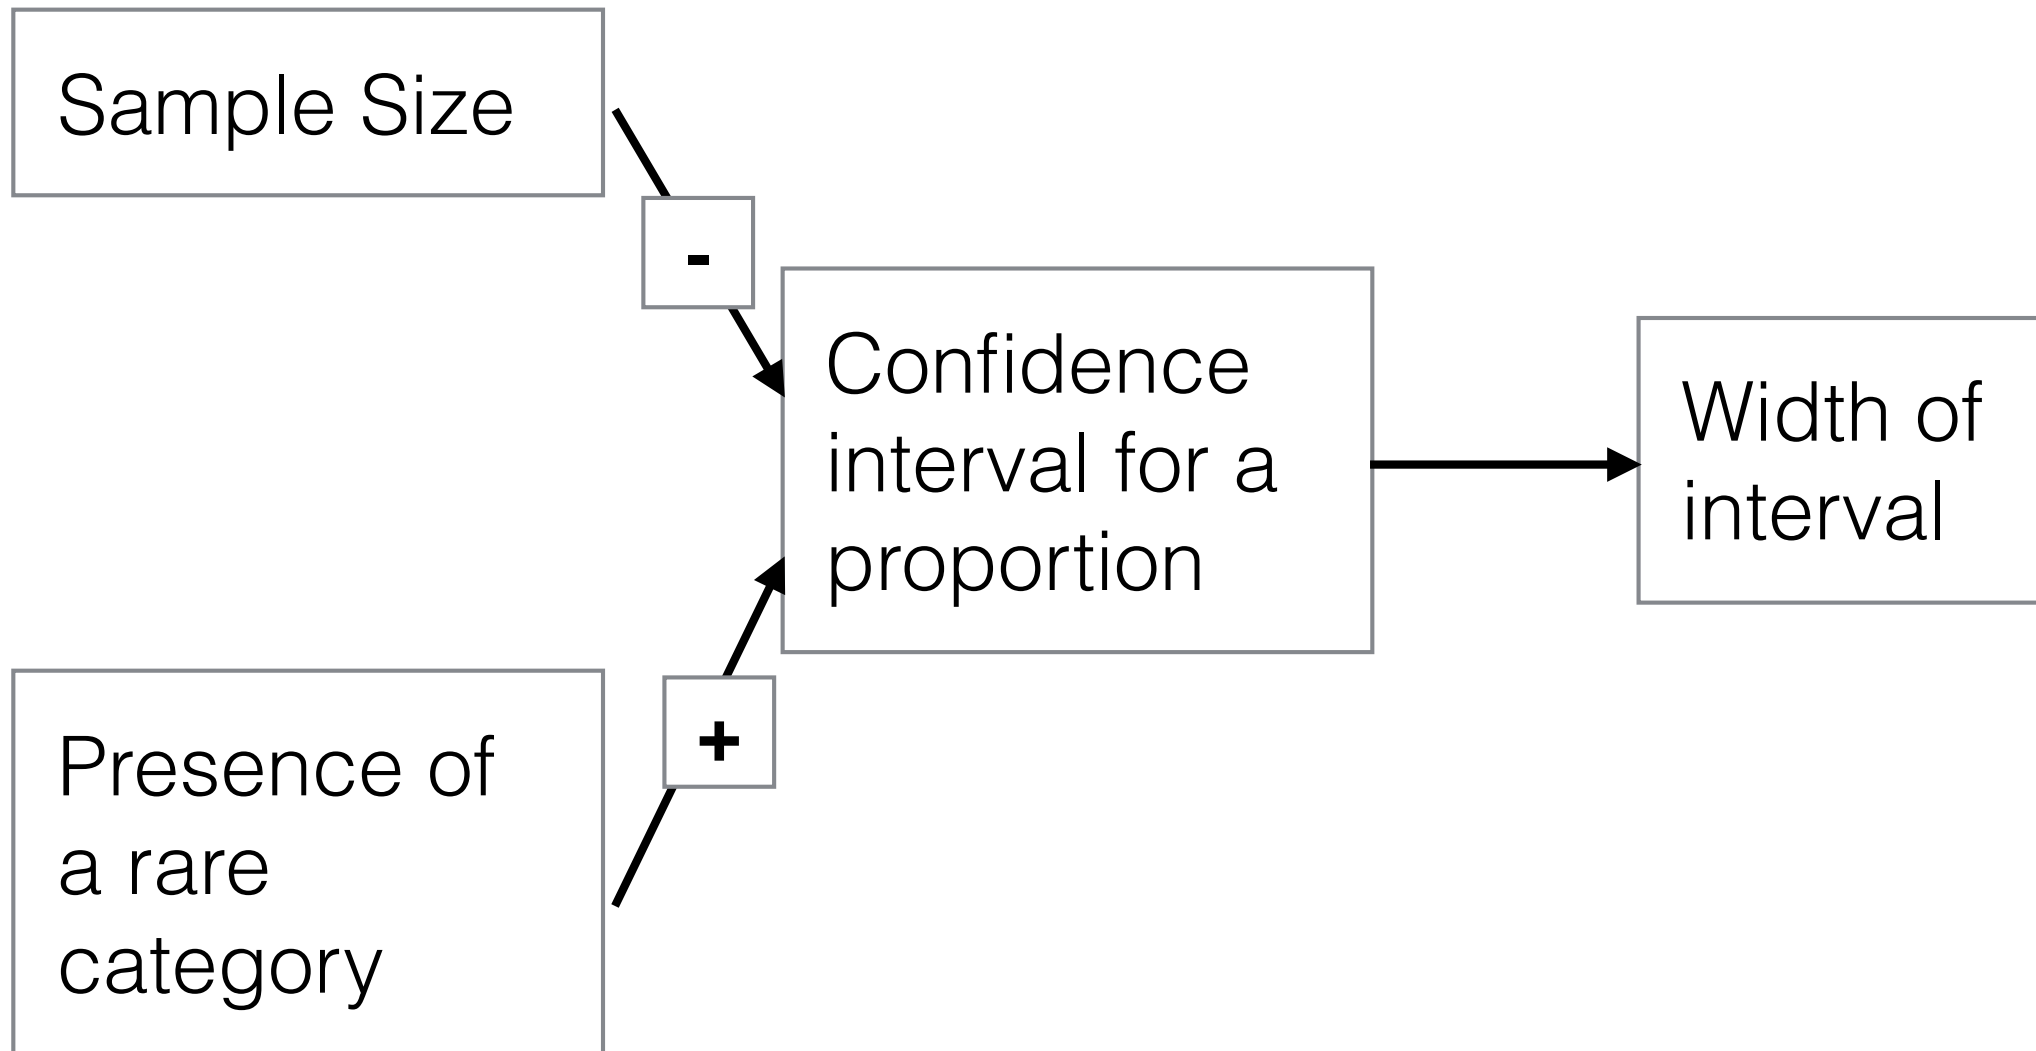 Sample Size
-
Confidence
interval for a
proportion
Width of
interval
+
Presence of
a rare
category